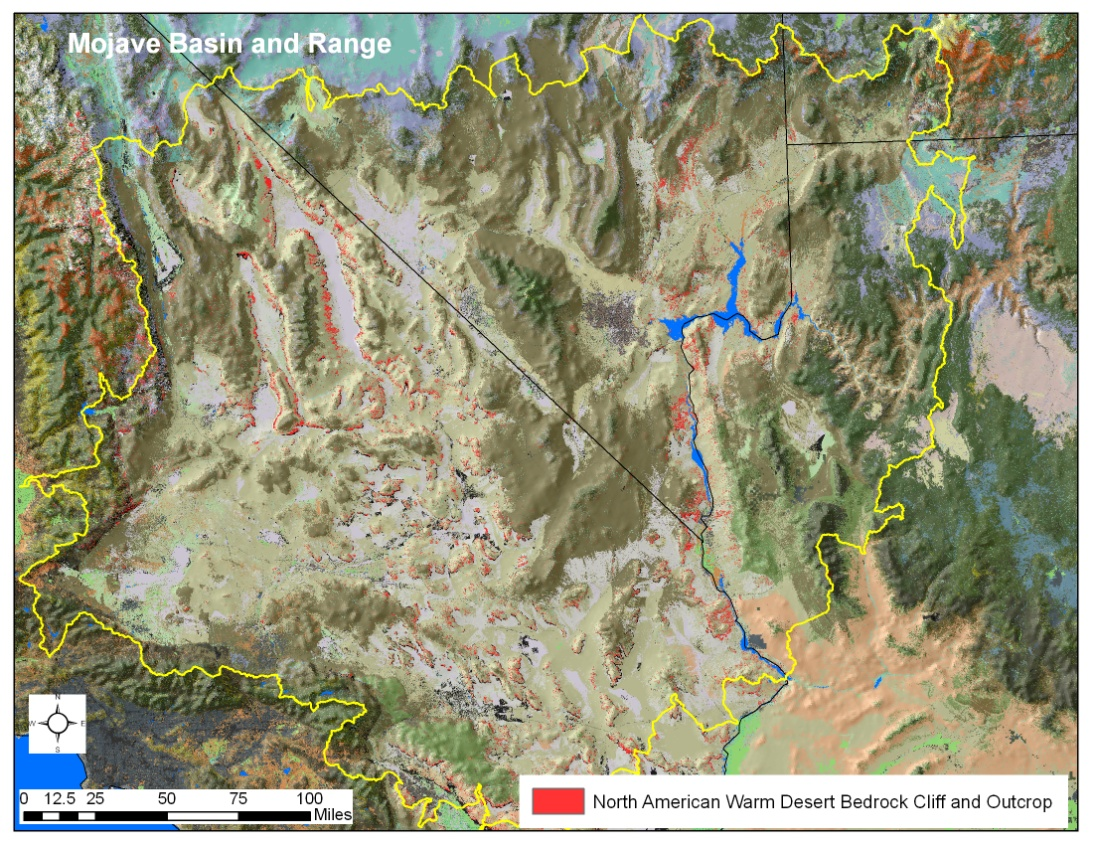 Mojave Basin and Range
N
W E
S
0 12.5 25 50 75 100
Miles
North American Warm Desert Bedrock Cliff and Outcrop